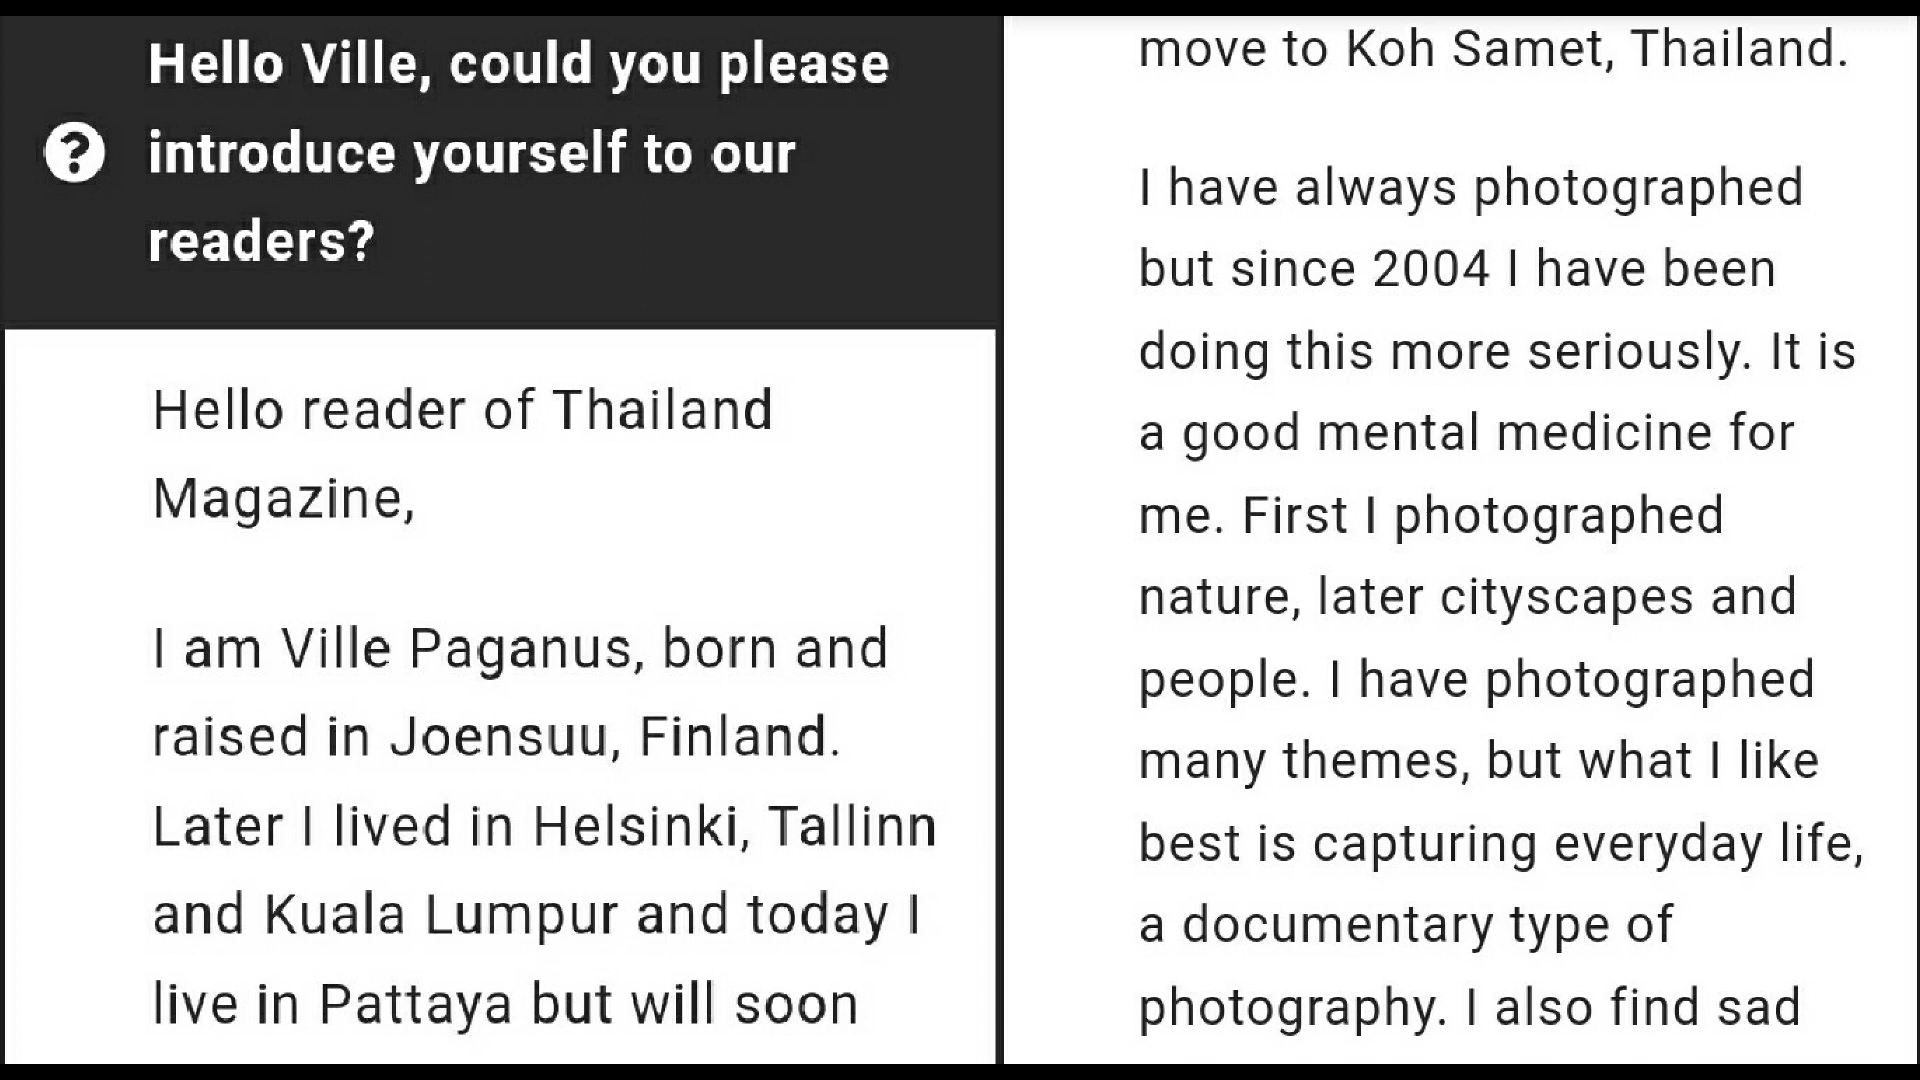 Hello Ville, could you please
introduce yourself to our
readers?
Hello reader of Thailand
Magazine,
I am Ville Paganus, born and
raised in Joensuu, Finland.
Later I lived in Helsinki, Tallinn
and Kuala Lumpur and today I
live in Pattaya but will soon
move to Koh Samet, Thailand.
I have always photographed
but since 2004 I have been
doing this more seriously. It is
a good mental medicine for
me. First I photographed
nature, later cityscapes and
people. I have photographed
many themes, but what I like
best is capturing everyday life,
a documentary type of
photography. I also find sad